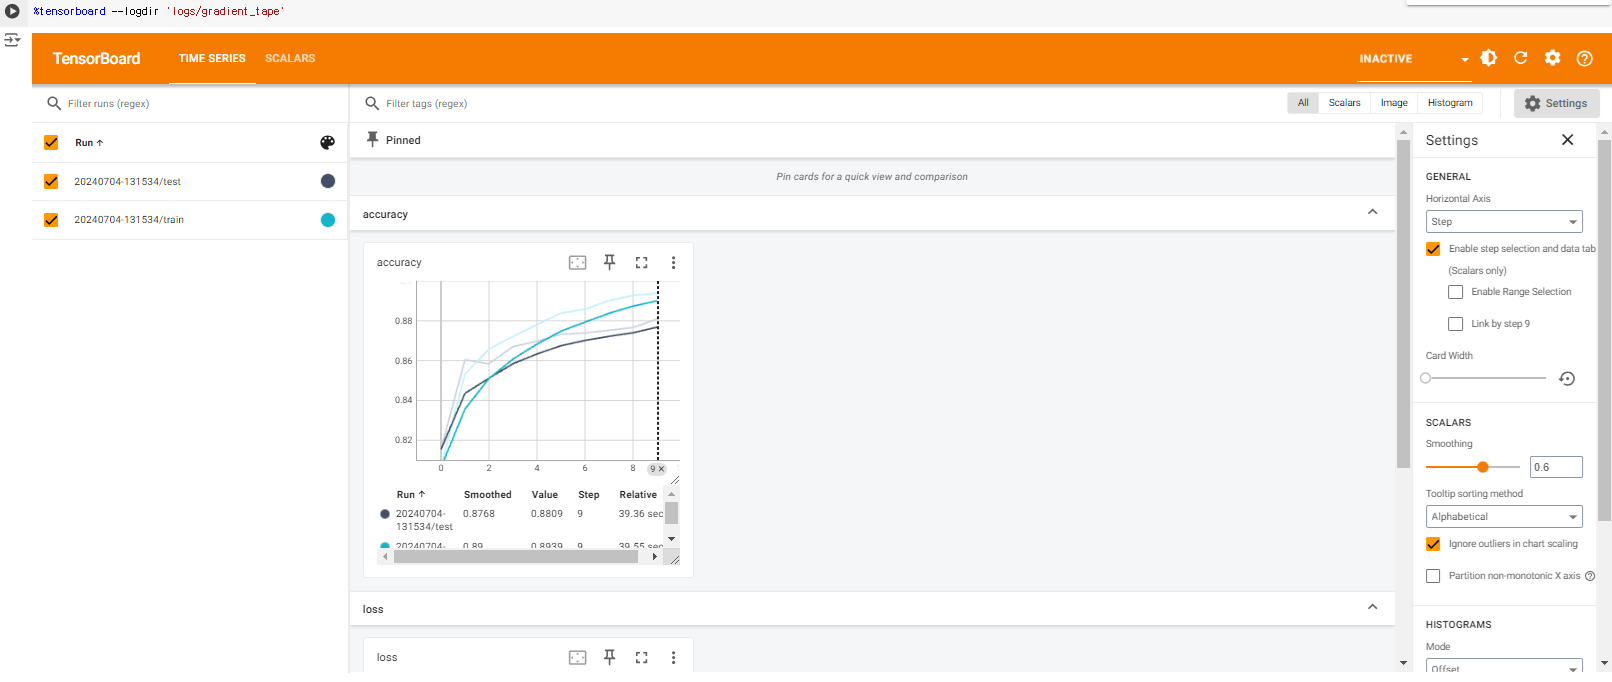 %tensorboard --logdir 'logs/gradient_tape'
TensorBoard TIME SERIES SCALARS INACTIVE
Filter runs (regex)
Filter tags (regex)
All Scalars Image Histogram Settings
Run ↑
20240704-131534/test
20240704-131534/train
Pinned
Pin cards for a quick view and comparison
accuracy
accuracy
0.88
0.86
0.84
0.82
0 2 4 6 8 9 ×
Run ↑ Smoothed Value Step Relative
20240704-
131534/test 0.8768 0.8809 9 39.36 sec
20240704- 0.89 0.8939 9 39.55 sec
loss
loss
Settings
GENERAL
Horizontal Axis
Step
Enable step selection and data tab
(Scalars only)
Enable Range Selection
Link by step 9
Card Width
SCALARS
Smoothing
0.6
Tooltip sorting method
Alphabetical
Ignore outliers in chart scaling
Partition non-monotonic X axis
HISTOGRAMS
Mode
Offset